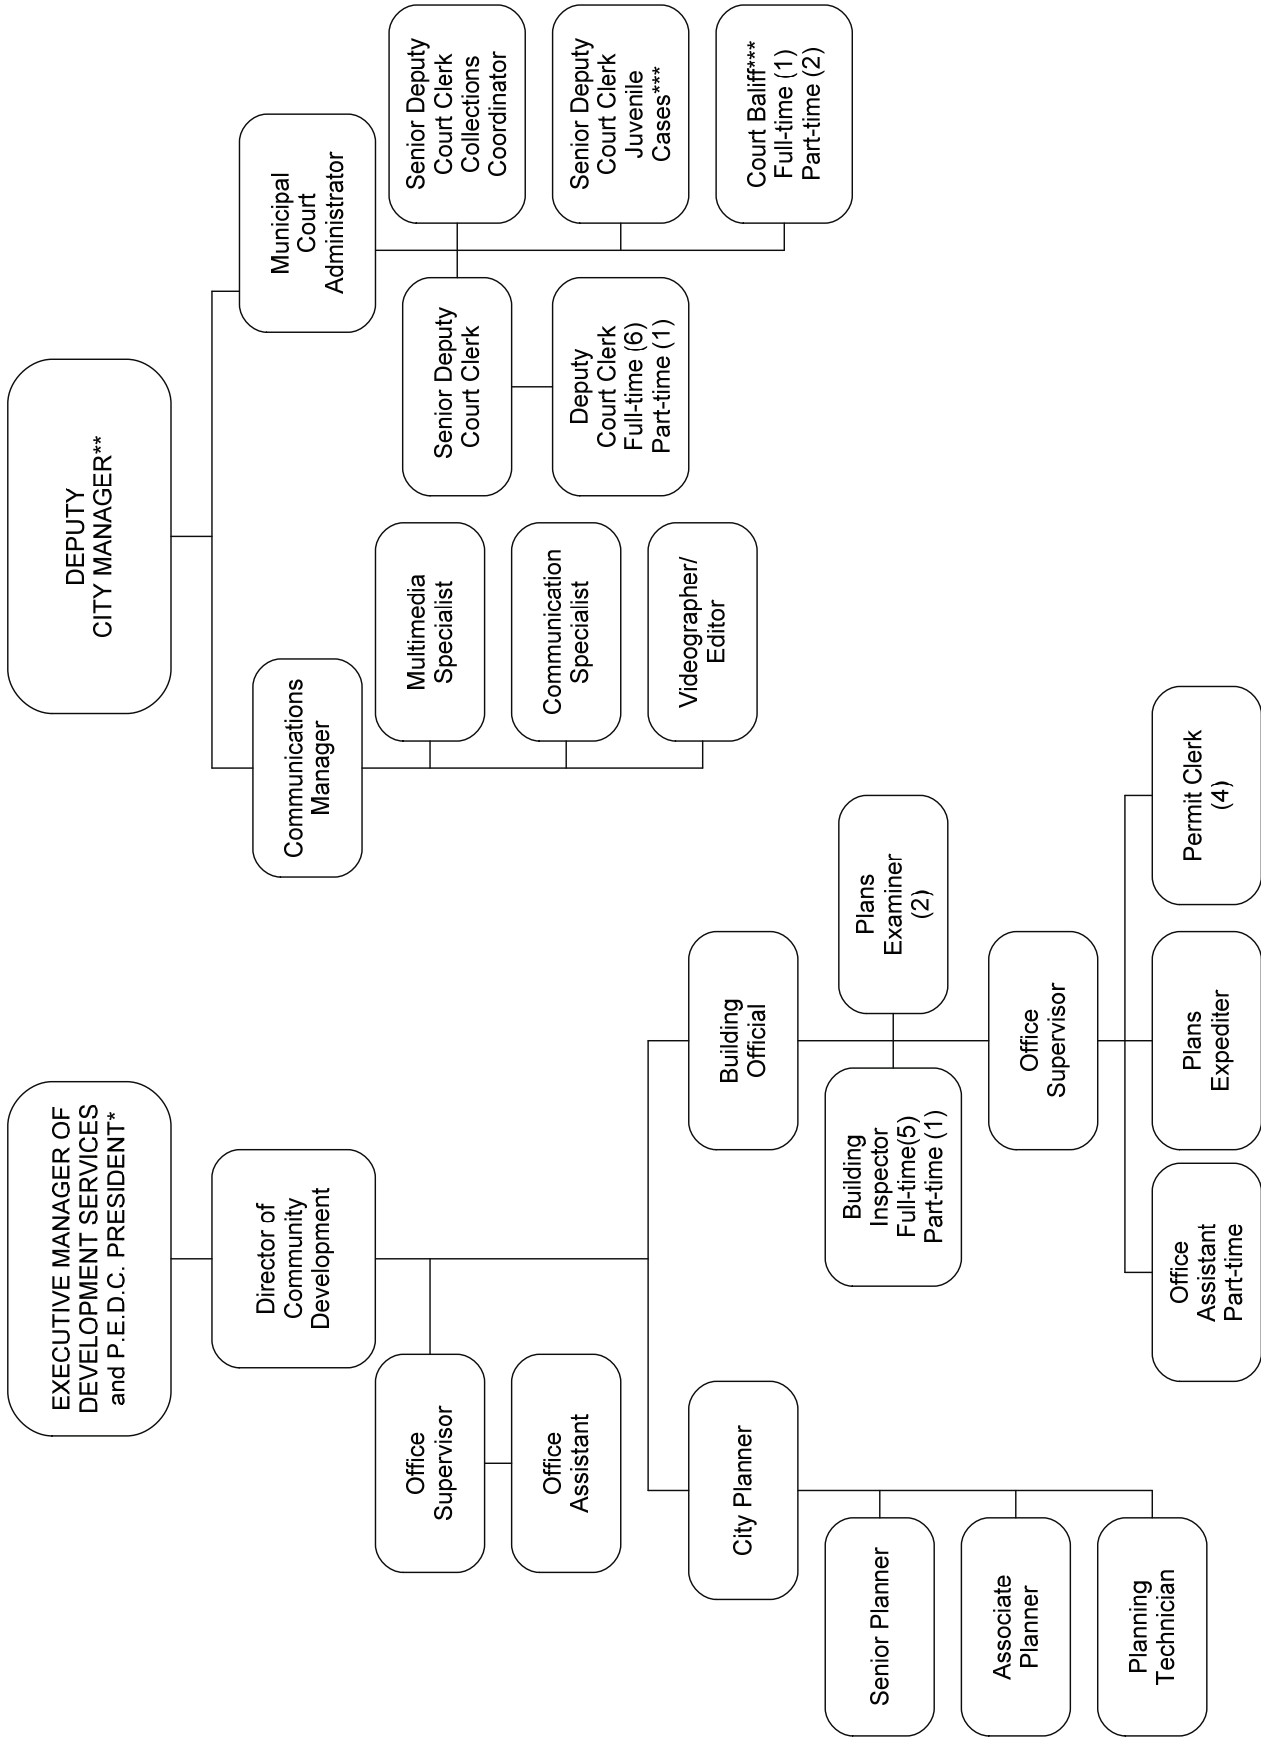 EXECUTIVE MANAGER OF
DEVELOPMENT SERVICES
and P.E.D.C. PRESIDENT*
Director of
Community
Development
Office
Supervisor
Office
Assistant
City Planner
Senior Planner
Associate
Planner
Planning
Technician
Building
Official
Building
Inspector
Full-time(5)
Part-time (1)
Plans
Examiner
(2)
Office
Supervisor
Office
Assistant
Part-time
Plans
Expediter
Permit Clerk
(4)
DEPUTY
CITY MANAGER**
Communications
Manager
Multimedia
Specialist
Communication
Specialist
Videographer/
Editor
Municipal
Court
Administrator
Senior Deputy
Court Clerk
Deputy
Court Clerk
Full-time (6)
Part-time (1)
Senior Deputy
Court Clerk
Collections
Coordinator
Senior Deputy
Court Clerk
Juvenile
Cases***
Court Baliff***
Full-time (1)
Part-time (2)